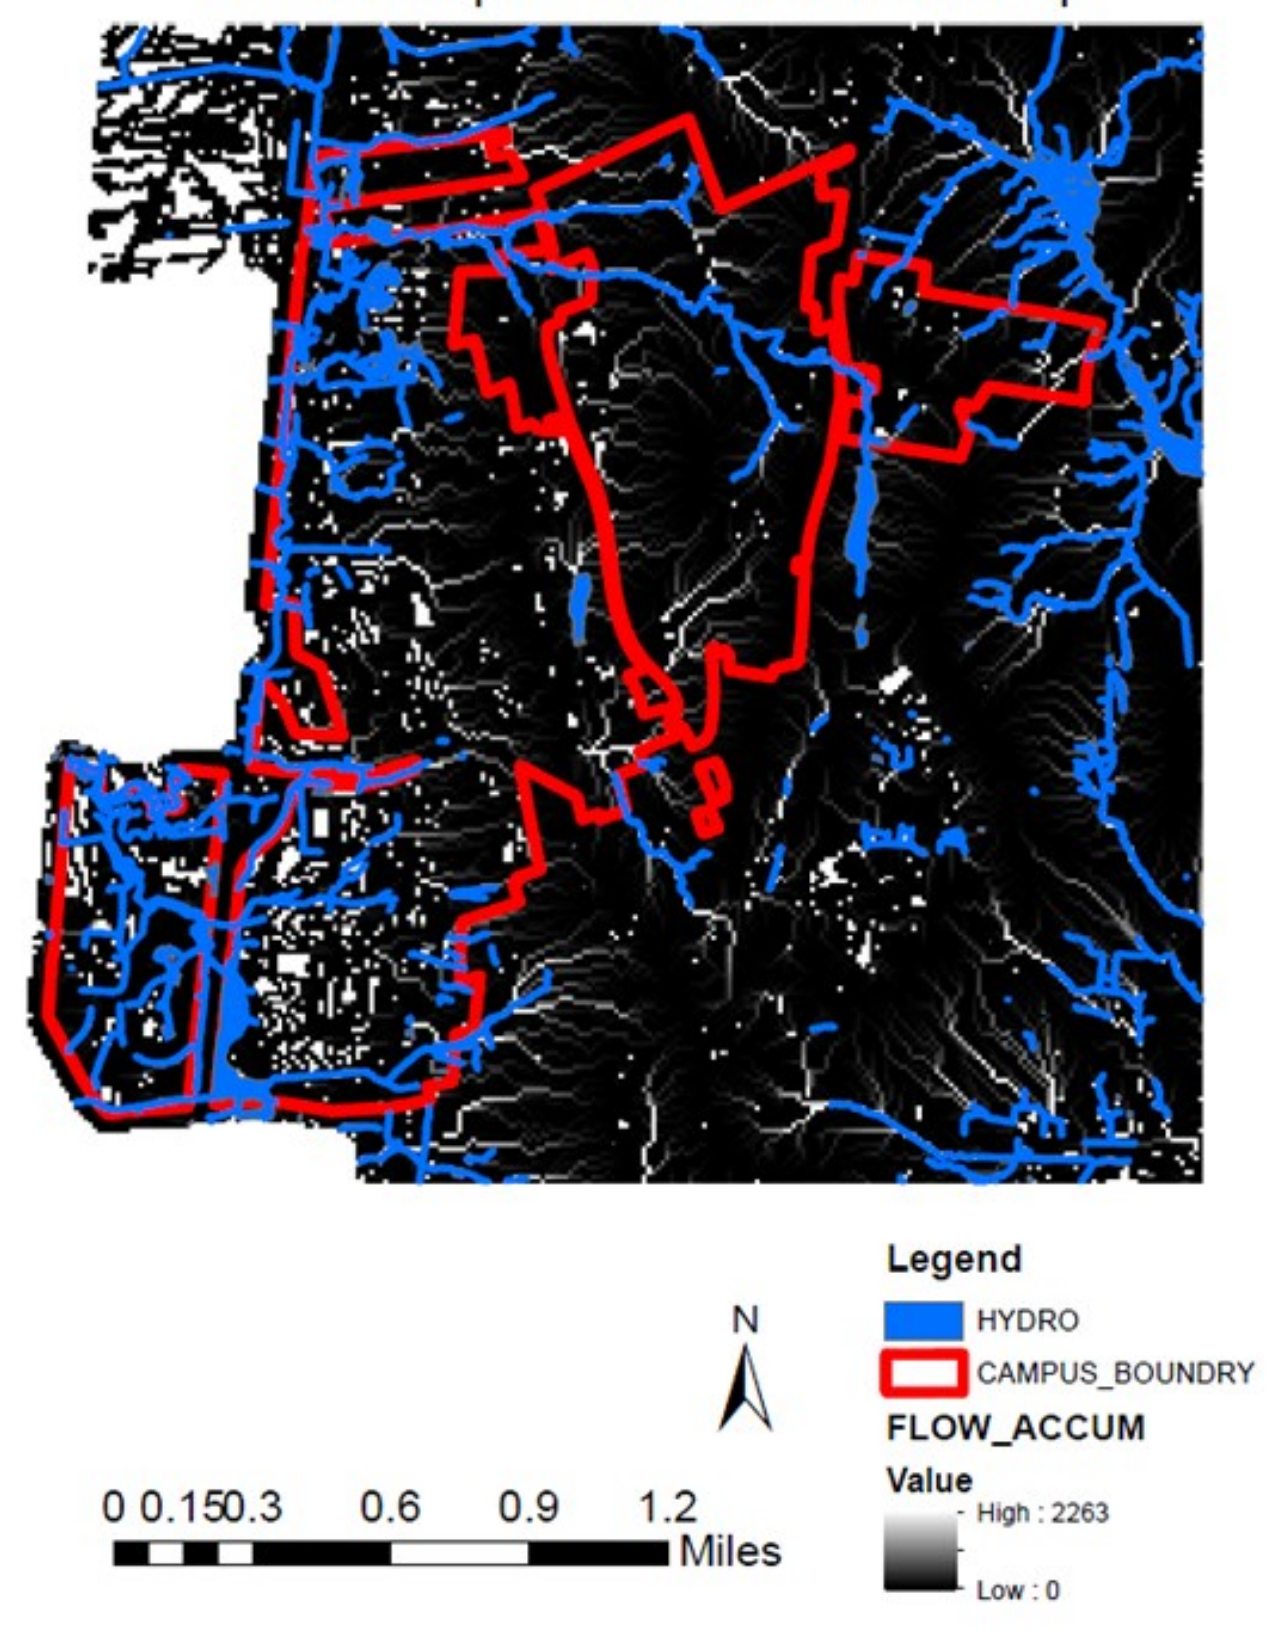 Legend
HYDRO
CAMPUS_BOUNDRY
FLOW_ACCUM
Value
High : 2263
Low : 0
N
0 0.150.3 0.6 0.9 1.2
Miles